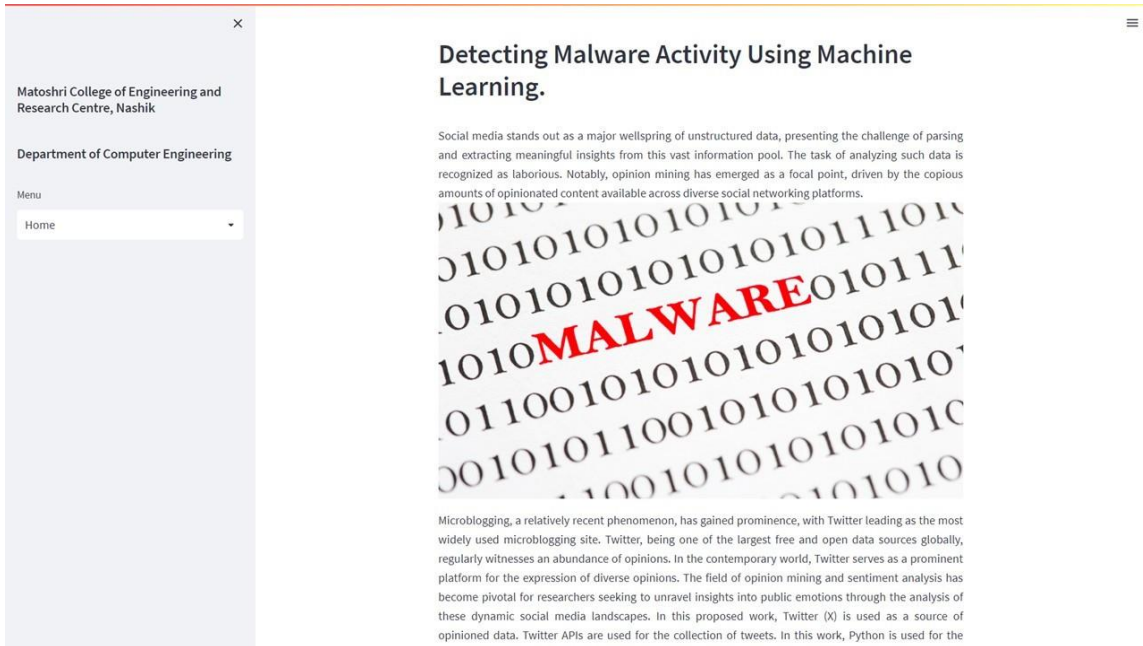 Matoshri College of Engineering and
Research Centre, Nashik
Department of Computer Engineering
Menu
Home
Detecting Malware Activity Using Machine
Learning.
Social media stands out as a major wellspring of unstructured data, presenting the challenge of parsing
and extracting meaningful insights from this vast information pool. The task of analyzing such data is
recognized as laborious. Notably, opinion mining has emerged as a focal point, driven by the copious
amounts of opinionated content available across diverse social networking platforms.
MALWARE
Microblogging, a relatively recent phenomenon, has gained prominence, with Twitter leading as the most
widely used microblogging site. Twitter, being one of the largest free and open data sources globally,
regularly witnesses an abundance of opinions. In the contemporary world, Twitter serves as a prominent
platform for the expression of diverse opinions. The field of opinion mining and sentiment analysis has
become pivotal for researchers seeking to unravel insights into public emotions through the analysis of
these dynamic social media landscapes. In this proposed work, Twitter (X) is used as a source of
opinioned data. Twitter APIs are used for the collection of tweets. In this work, Python is used for the